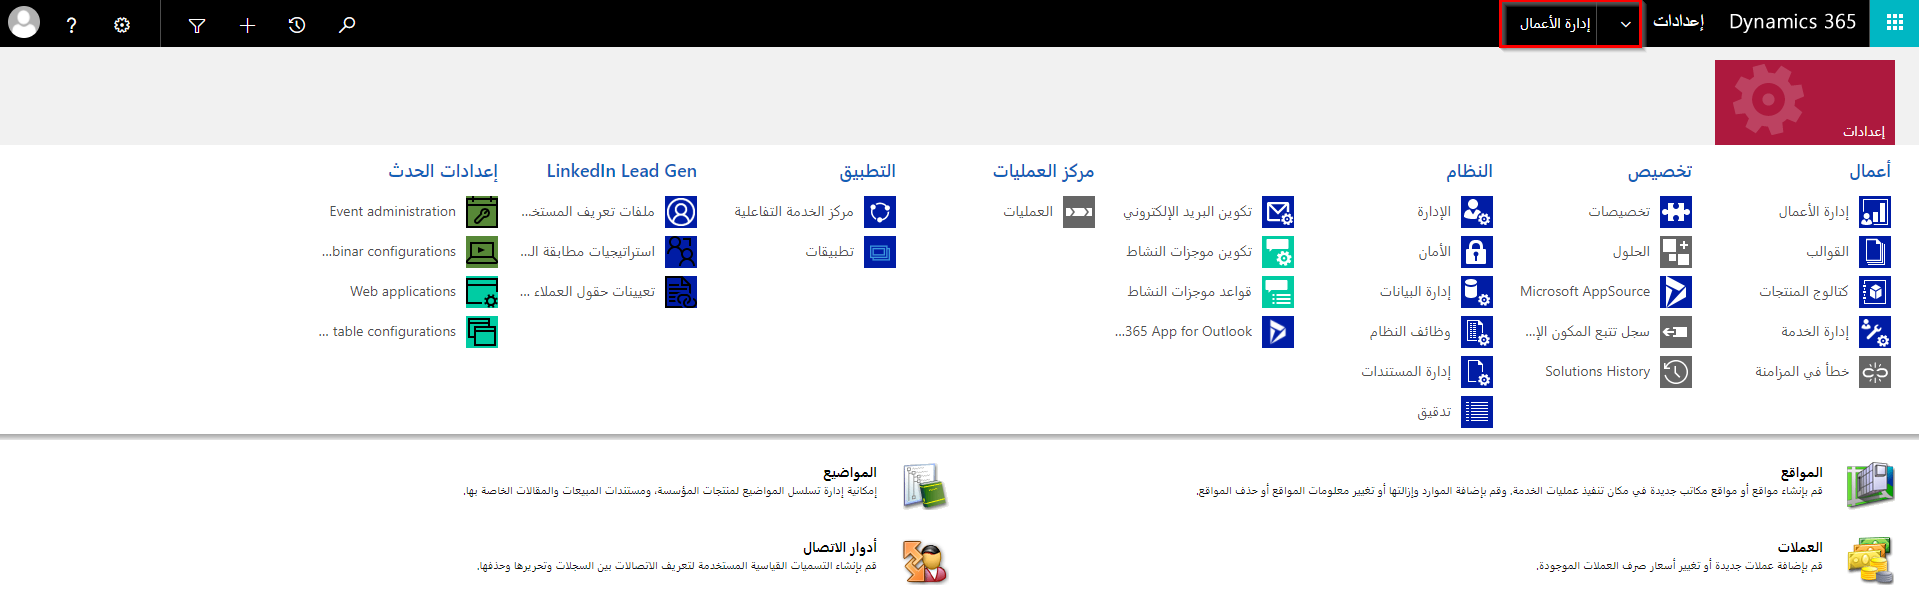 Dynamics 365
إعدادات
إدارة الأعمال
?
إعدادات
أعمال
إدارة الأعمال
القوالب
كتالوج المنتجات
إدارة الخدمة
خطأ في المزامنة
تخصيص
تخصيصات
الحلول
Microsoft AppSource
سجل تتبع المكون الإ...
Solutions History
النظام
الإدارة
الأمان
إدارة البيانات
وظائف النظام
إدارة المستندات
تدقيق
تكوين البريد الإلكتروني
تكوين موجزات النشاط
قواعد موجزات النشاط
...365 App for Outlook
مركز العمليات
العمليات
التطبيق
مركز الخدمة التفاعلية
تطبيقات
LinkedIn Lead Gen
ملفات تعريف المستخ...
استراتيجيات مطابقة الـ...
تعيينات حقول العملاء ...
إعدادات الحدث
Event administration
...binar configurations
Web applications
... table configurations
المواقع
قم بإنشاء مواقع أو مواقع مكاتب جديدة في مكان تنفيذ عمليات الخدمة. وقم بإضافة الموارد وإزالتها أو تغيير معلومات المواقع أو حذف المواقع.
المواضيع
إمكانية إدارة تسلسل المواضيع لمنتجات المؤسسة، ومستندات المبيعات والمقالات الخاصة بها.
العملات
قم بإضافة عملات جديدة أو تغيير أسعار صرف العملات الموجودة.
أدوار الاتصال
قم بإنشاء التسميات القياسية المستخدمة لتعريف الاتصالات بين السجلات وتحريرها وحذفها.